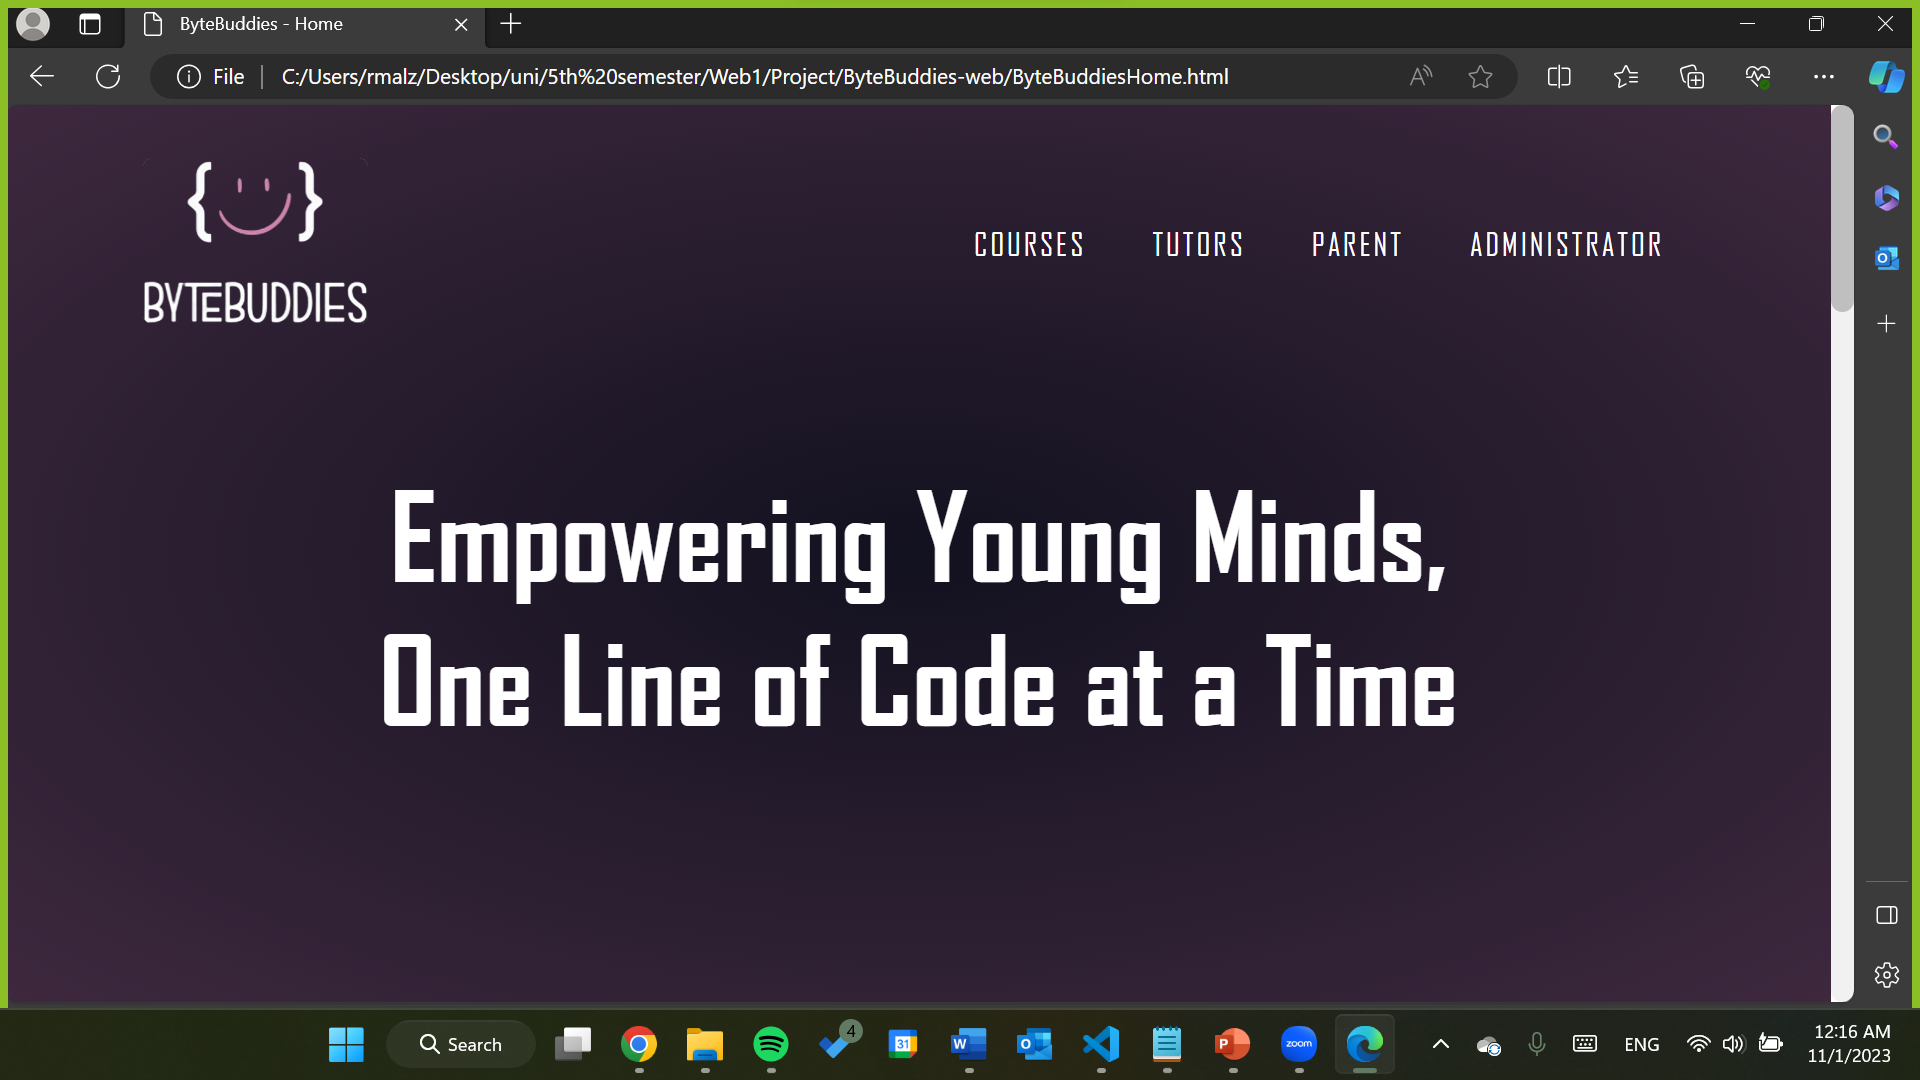 ByteBuddies - Home
File
C:/Users/rmalz/Desktop/uni/5th%20semester/Web1/Project/ByteBuddies-web/ByteBuddiesHome.html
BYTEBUDDIES
COURSES TUTORS PARENT ADMINISTRATOR
Empowering Young Minds,
One Line of Code at a Time
Search
4
31
W
O
P
zoom
ENG
12:16 AM
11/1/2023